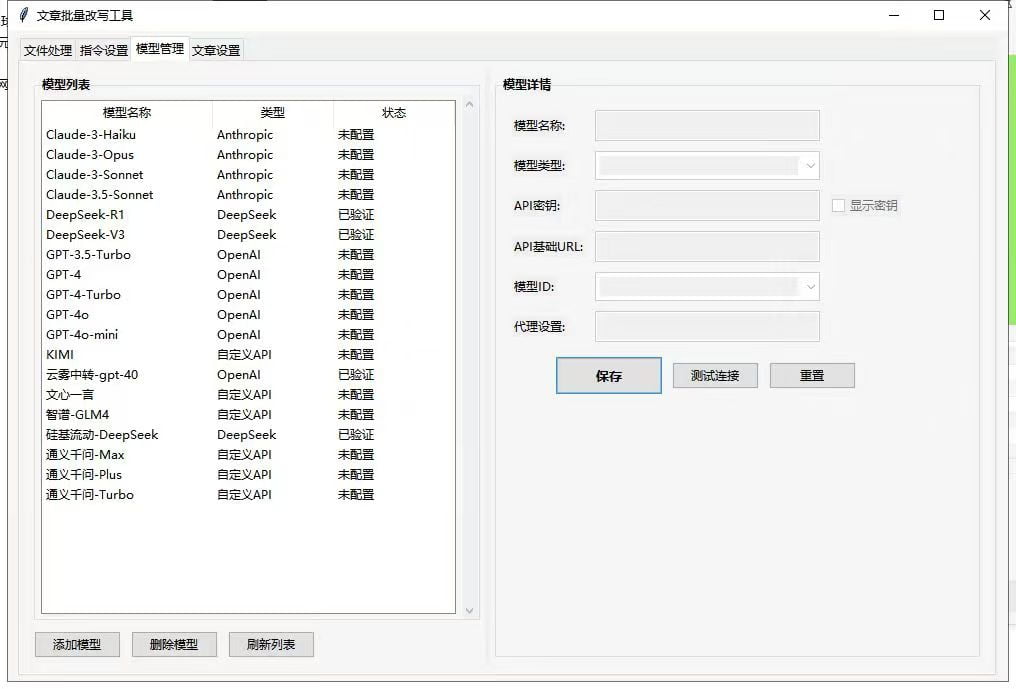 文章批量改写工具
文件处理 指令设置 模型管理 文章设置
模型列表
模型名称 类型 状态
Claude-3-Haiku Anthropic 未配置
Claude-3-Opus Anthropic 未配置
Claude-3-Sonnet Anthropic 未配置
Claude-3.5-Sonnet Anthropic 未配置
DeepSeek-R1 DeepSeek 已验证
DeepSeek-V3 DeepSeek 已验证
GPT-3.5-Turbo OpenAI 未配置
GPT-4 OpenAI 未配置
GPT-4-Turbo OpenAI 未配置
GPT-4o OpenAI 未配置
GPT-4o-mini OpenAI 未配置
KIMI 自定义API 未配置
云雾中转-gpt-40 OpenAI 已验证
文心一言 自定义API 未配置
智谱-GLM4 自定义API 未配置
硅基流动-DeepSeek DeepSeek 已验证
通义千问-Max 自定义API 未配置
通义千问-Plus 自定义API 未配置
通义千问-Turbo 自定义API 未配置
添加模型 删除模型 刷新列表
模型详情
模型名称:
模型类型:
API密钥: 显示密钥
API基础URL:
模型ID:
代理设置:
保存 测试连接 重置